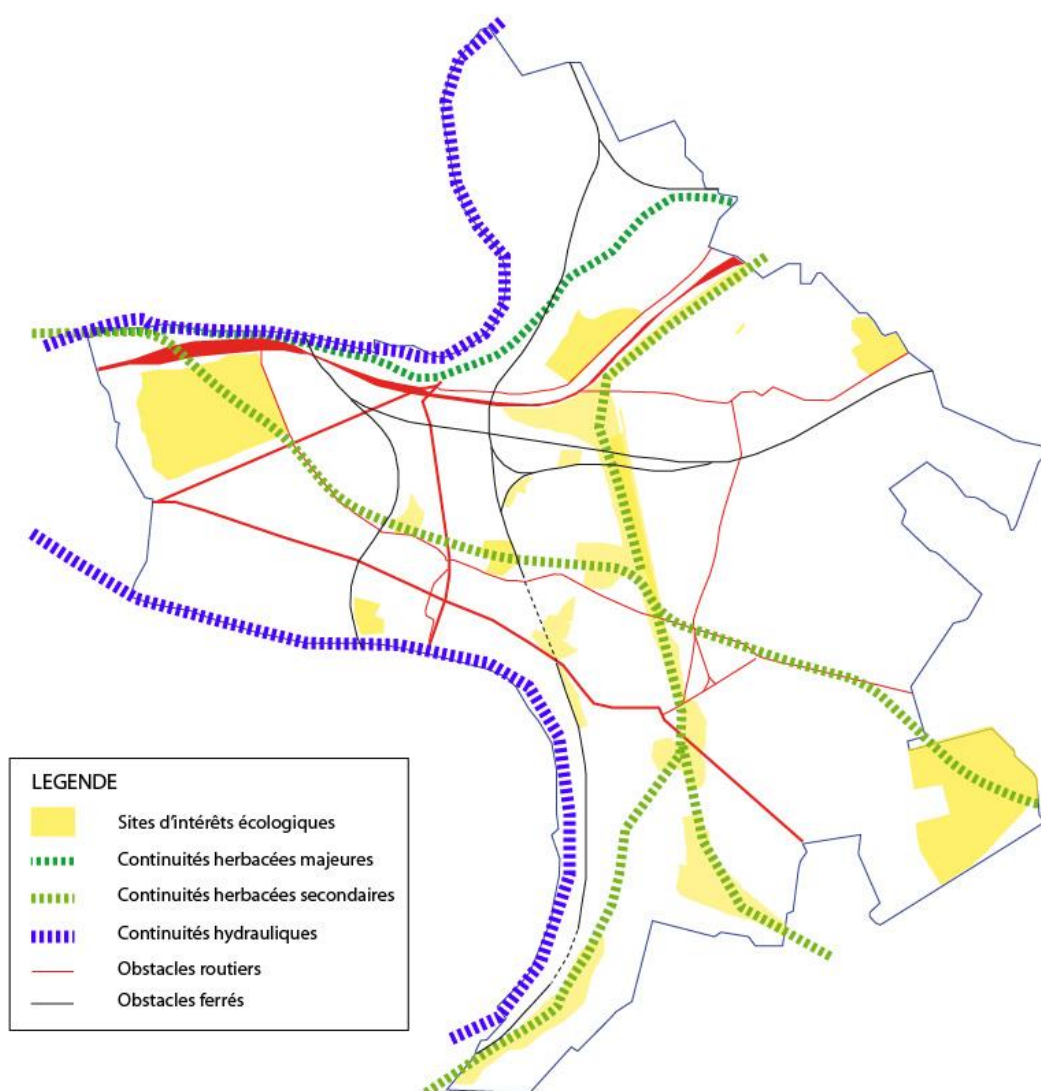 LEGENDE
Sites d'intérêts écologiques
Continuités herbacées majeures
Continuités herbacées secondaires
Continuités hydrauliques
Obstacles routiers
Obstacles ferrés